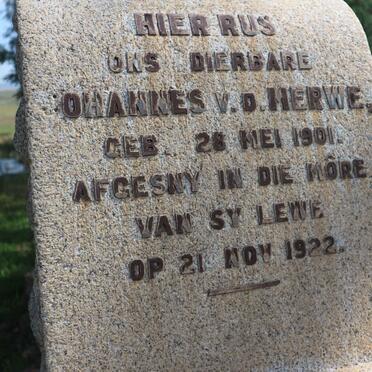 HIER RUS
ONS DIERBARE
OHANNES V.D. MERWE,
GEB. 28 MEI 1901.
AFGESNY IN DIE MÔRE
VAN SY LEWE
OP 21 NOV 1922.